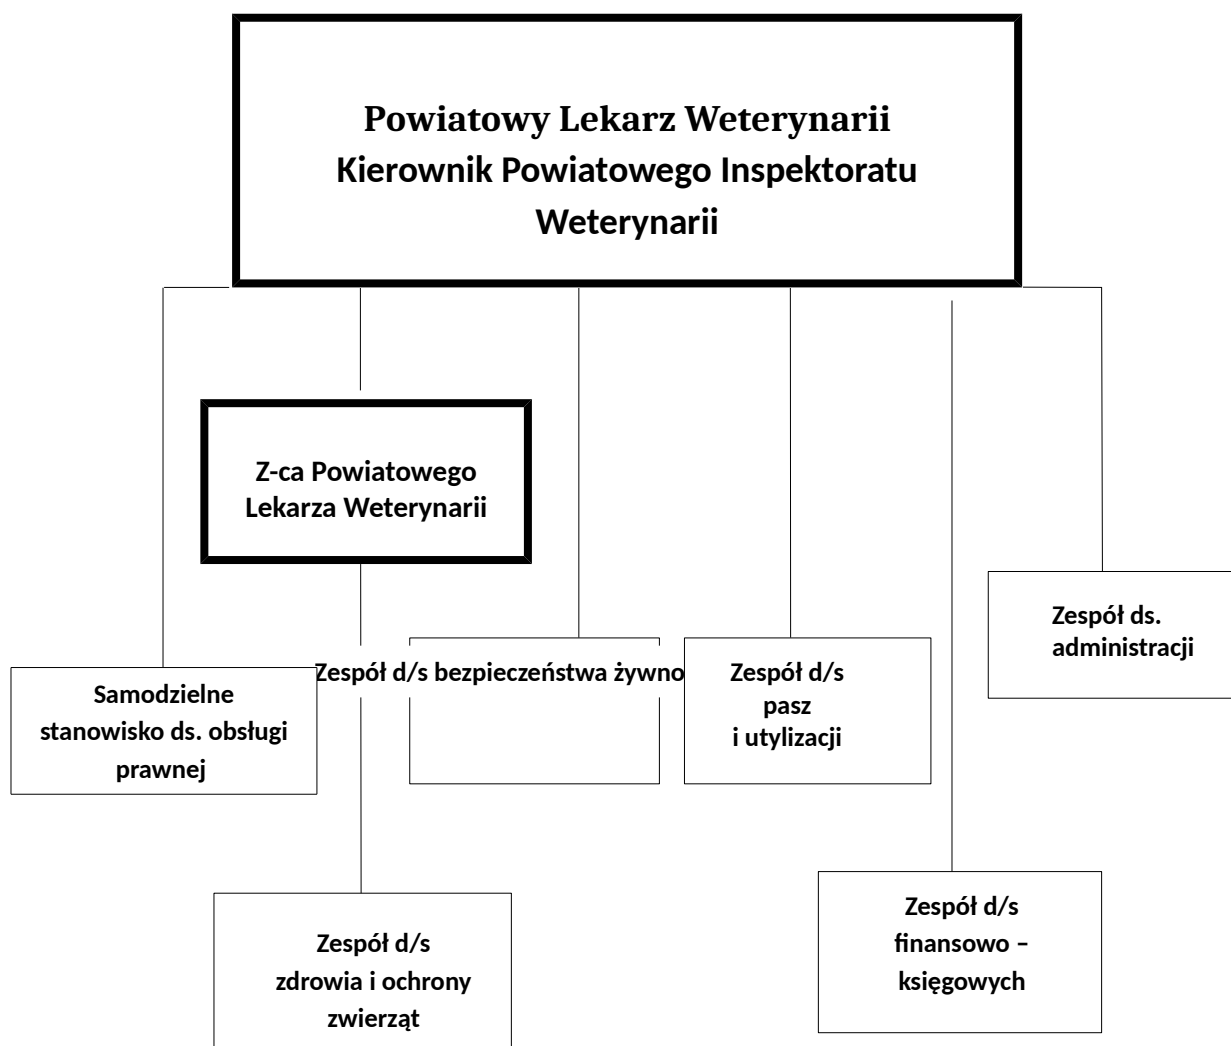 Powiatowy Lekarz Weterynarii
Kierownik Powiatowego Inspektoratu
Weterynarii
Z-ca Powiatowego
Lekarza Weterynarii
Zespół ds.
administracji
Zespół d/s bezpieczeństwa żywno
Zespół d/s
pasz
i utylizacji
Samodzielne
stanowisko ds. obsługi
prawnej
Zespół d/s
finansowo –
księgowych
Zespół d/s
zdrowia i ochrony
zwierząt